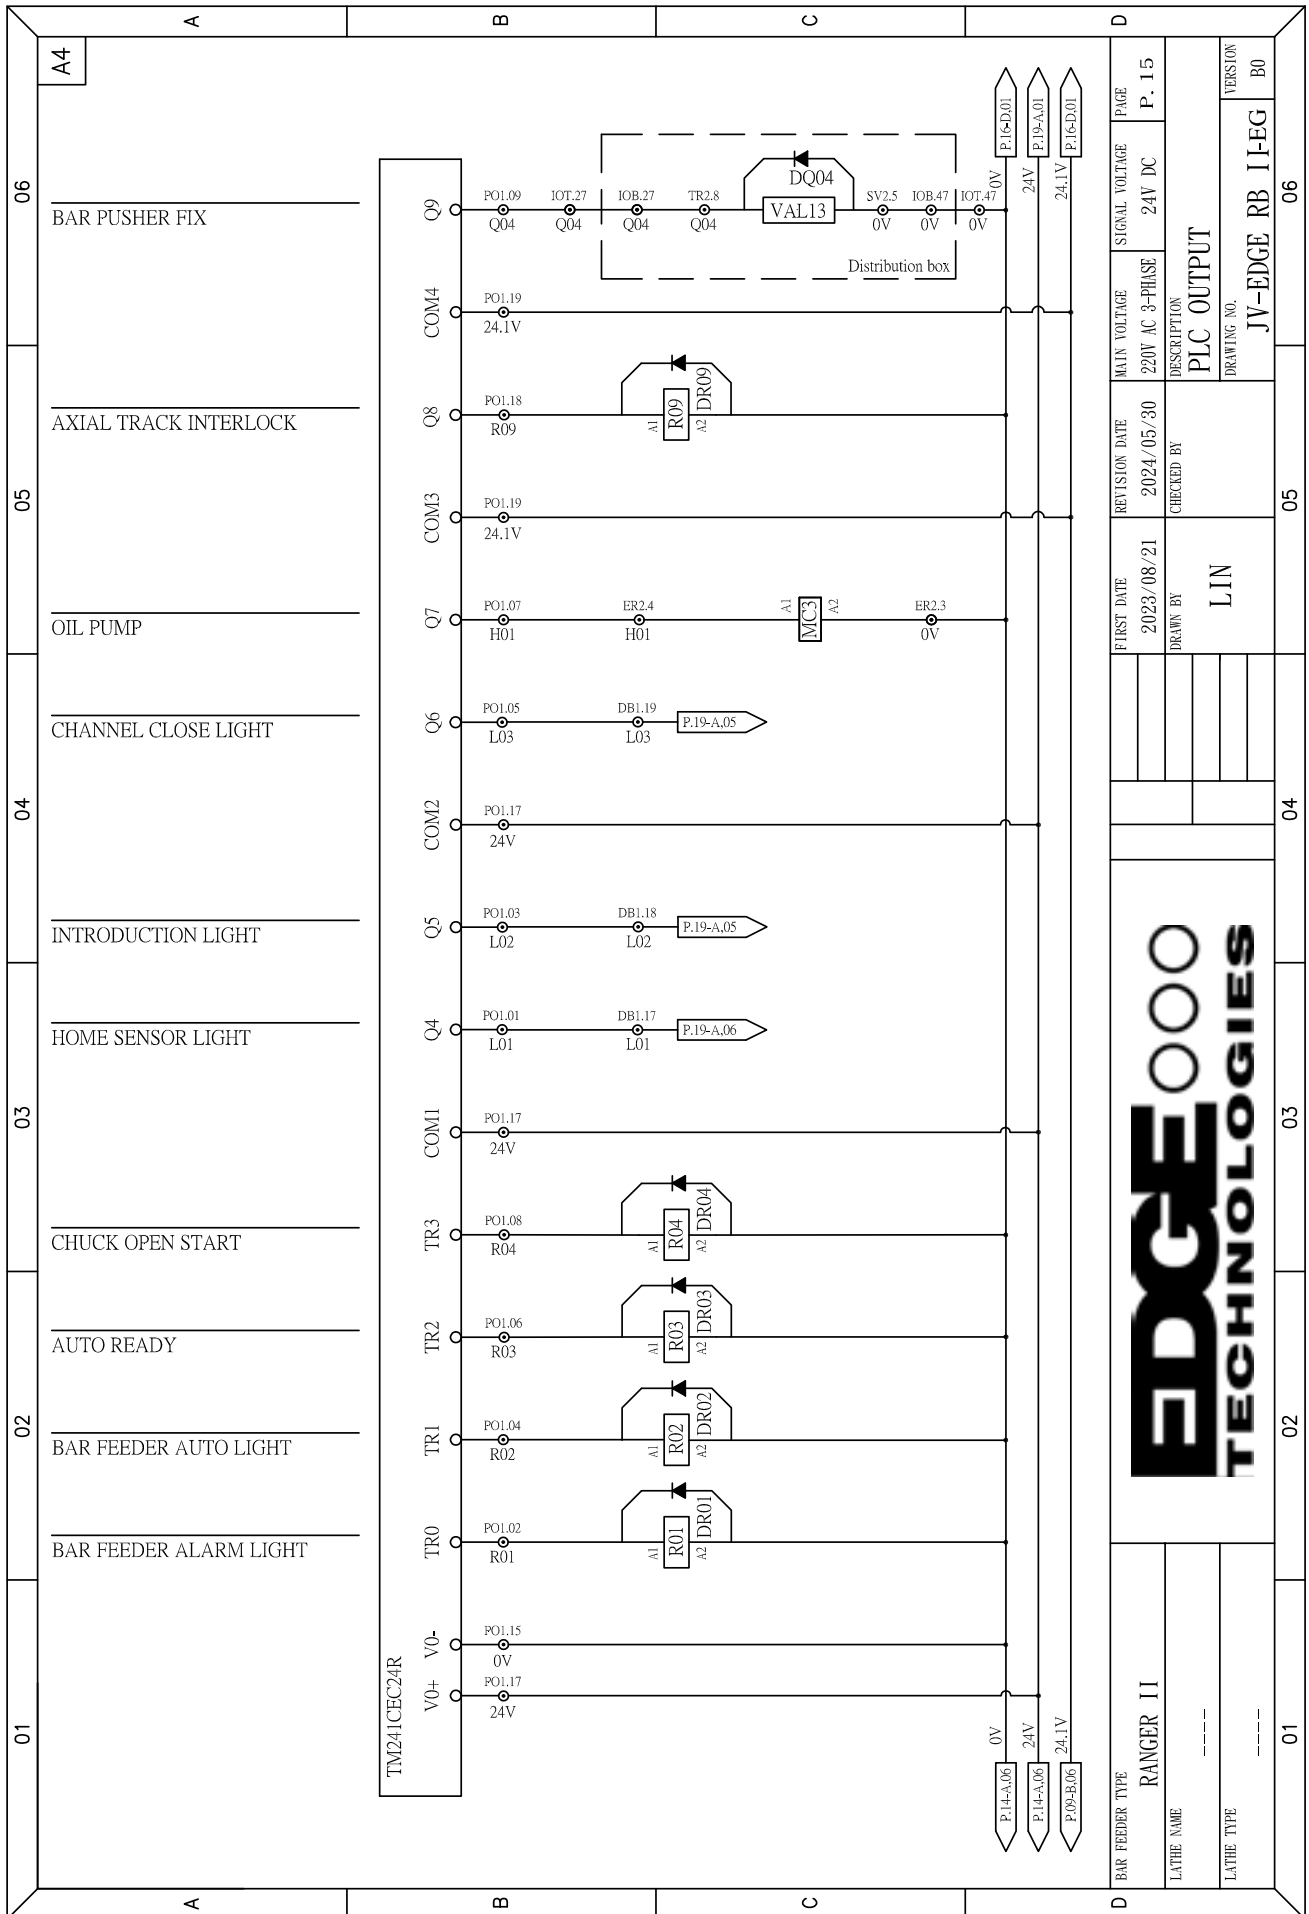 A4
01
02
03
04
05
06
A
B
C
D
BAR FEEDER ALARM LIGHT
BAR FEEDER AUTO LIGHT
AUTO READY
CHUCK OPEN START
HOME SENSOR LIGHT
INTRODUCTION LIGHT
CHANNEL CLOSE LIGHT
OIL PUMP
AXIAL TRACK INTERLOCK
BAR PUSHER FIX
TM241CEC24R
V0+
V0-
TR0
TR1
TR2
TR3
COM1
Q4
Q5
COM2
Q6
Q7
COM3
Q8
COM4
Q9
PO1.17
24V
PO1.15
0V
PO1.02
R01
A1
R01
A2
DR01
PO1.04
R02
A1
R02
A2
DR02
PO1.06
R03
A1
R03
A2
DR03
PO1.08
R04
A1
R04
A2
DR04
PO1.17
24V
PO1.01
L01
DB1.17
L01
P.19-A,06
PO1.03
L02
DB1.18
L02
P.19-A,05
PO1.17
24V
PO1.05
L03
DB1.19
L03
P.19-A,05
PO1.07
H01
ER2.4
H01
A1
MC3
A2
ER2.3
0V
PO1.19
24.1V
PO1.18
R09
A1
R09
A2
DR09
PO1.19
24.1V
PO1.09
Q04
IOT.27
Q04
IOB.27
Q04
TR2.8
Q04
VAL13
DQ04
SV2.5
0V
IOB.47
0V
IOT.47
0V
Distribution box
P.14-A,06
0V
0V
P.16-D,01
P.14-A,06
24V
24V
P.19-A,01
P.09-B,06
24.1V
24.1V
P.16-D,01
BAR FEEDER TYPE
RANGER II
LATHE NAME
----
LATHE TYPE
----
EDGE
TECHNOLOGIES
FIRST DATE
2023/08/21
REVISION DATE
2024/05/30
MAIN VOLTAGE
220V AC 3-PHASE
SIGNAL VOLTAGE
24V DC
PAGE
P. 15
DRAWN BY
LIN
CHECKED BY
DESCRIPTION
PLC OUTPUT
DRAWING NO.
JV-EDGE RB II-EG
VERSION
B0
01
02
03
04
05
06
A
B
C
D